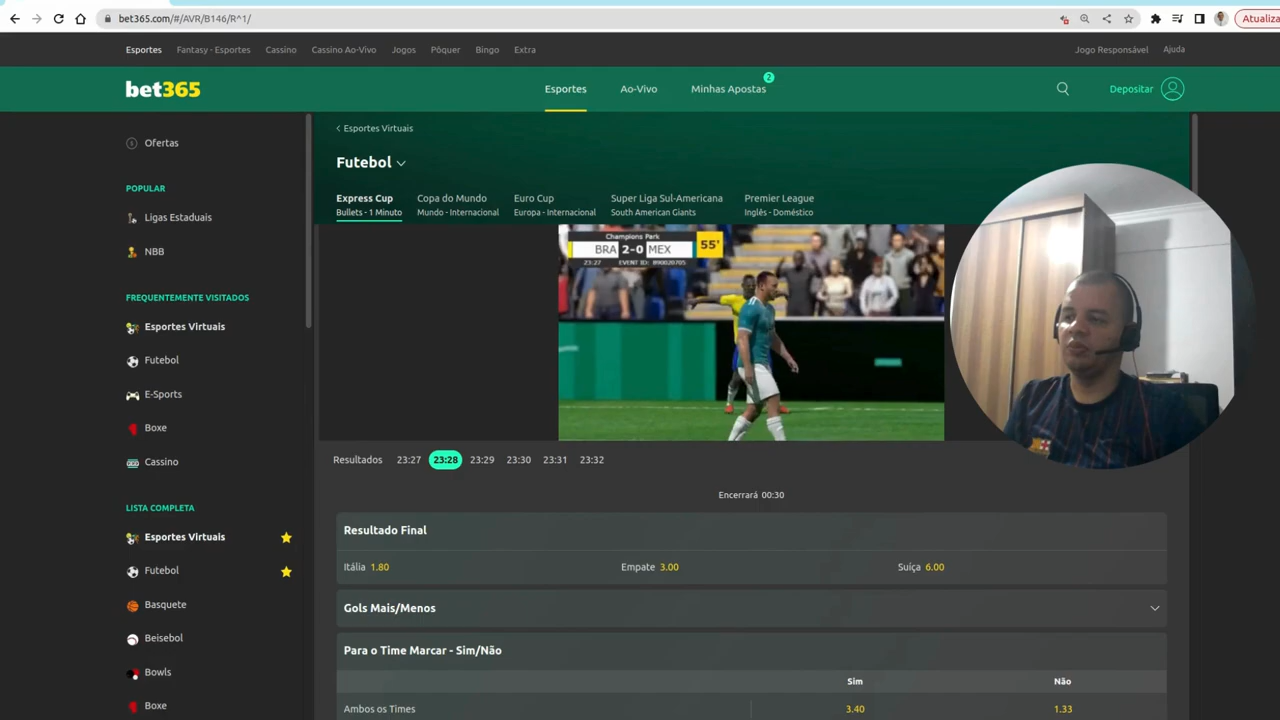 bet365.com/#/AVR/B146/R^1/
Atualiza
Esportes Fantasy - Esportes Cassino Cassino Ao-Vivo Jogos Pôquer Bingo Extra
Jogo Responsável Ajuda
bet365
Esportes Ao-Vivo Minhas Apostas 2
Depositar
Ofertas
POPULAR
Ligas Estaduais
NBB
FREQUENTEMENTE VISITADOS
Esportes Virtuais
Futebol
E-Sports
Boxe
Cassino
LISTA COMPLETA
Esportes Virtuais
Futebol
Basquete
Beisebol
Bowls
Boxe
Esportes Virtuais
Futebol
Express Cup Copa do Mundo Euro Cup Super Liga Sul-Americana Premier League
Bullets - 1 Minuto Mundo - Internacional Europa - Internacional South American Giants Inglês - Doméstico
Champions Park
BRA 2-0 MEX 55'
23:27 EVENT ID: 890020705
Resultados 23:27 23:28 23:29 23:30 23:31 23:32
Encerrará 00:30
Resultado Final
Itália 1.80 Empate 3.00 Suíça 6.00
Gols Mais/Menos
Para o Time Marcar - Sim/Não
Sim Não
Ambos os Times 3.40 1.33